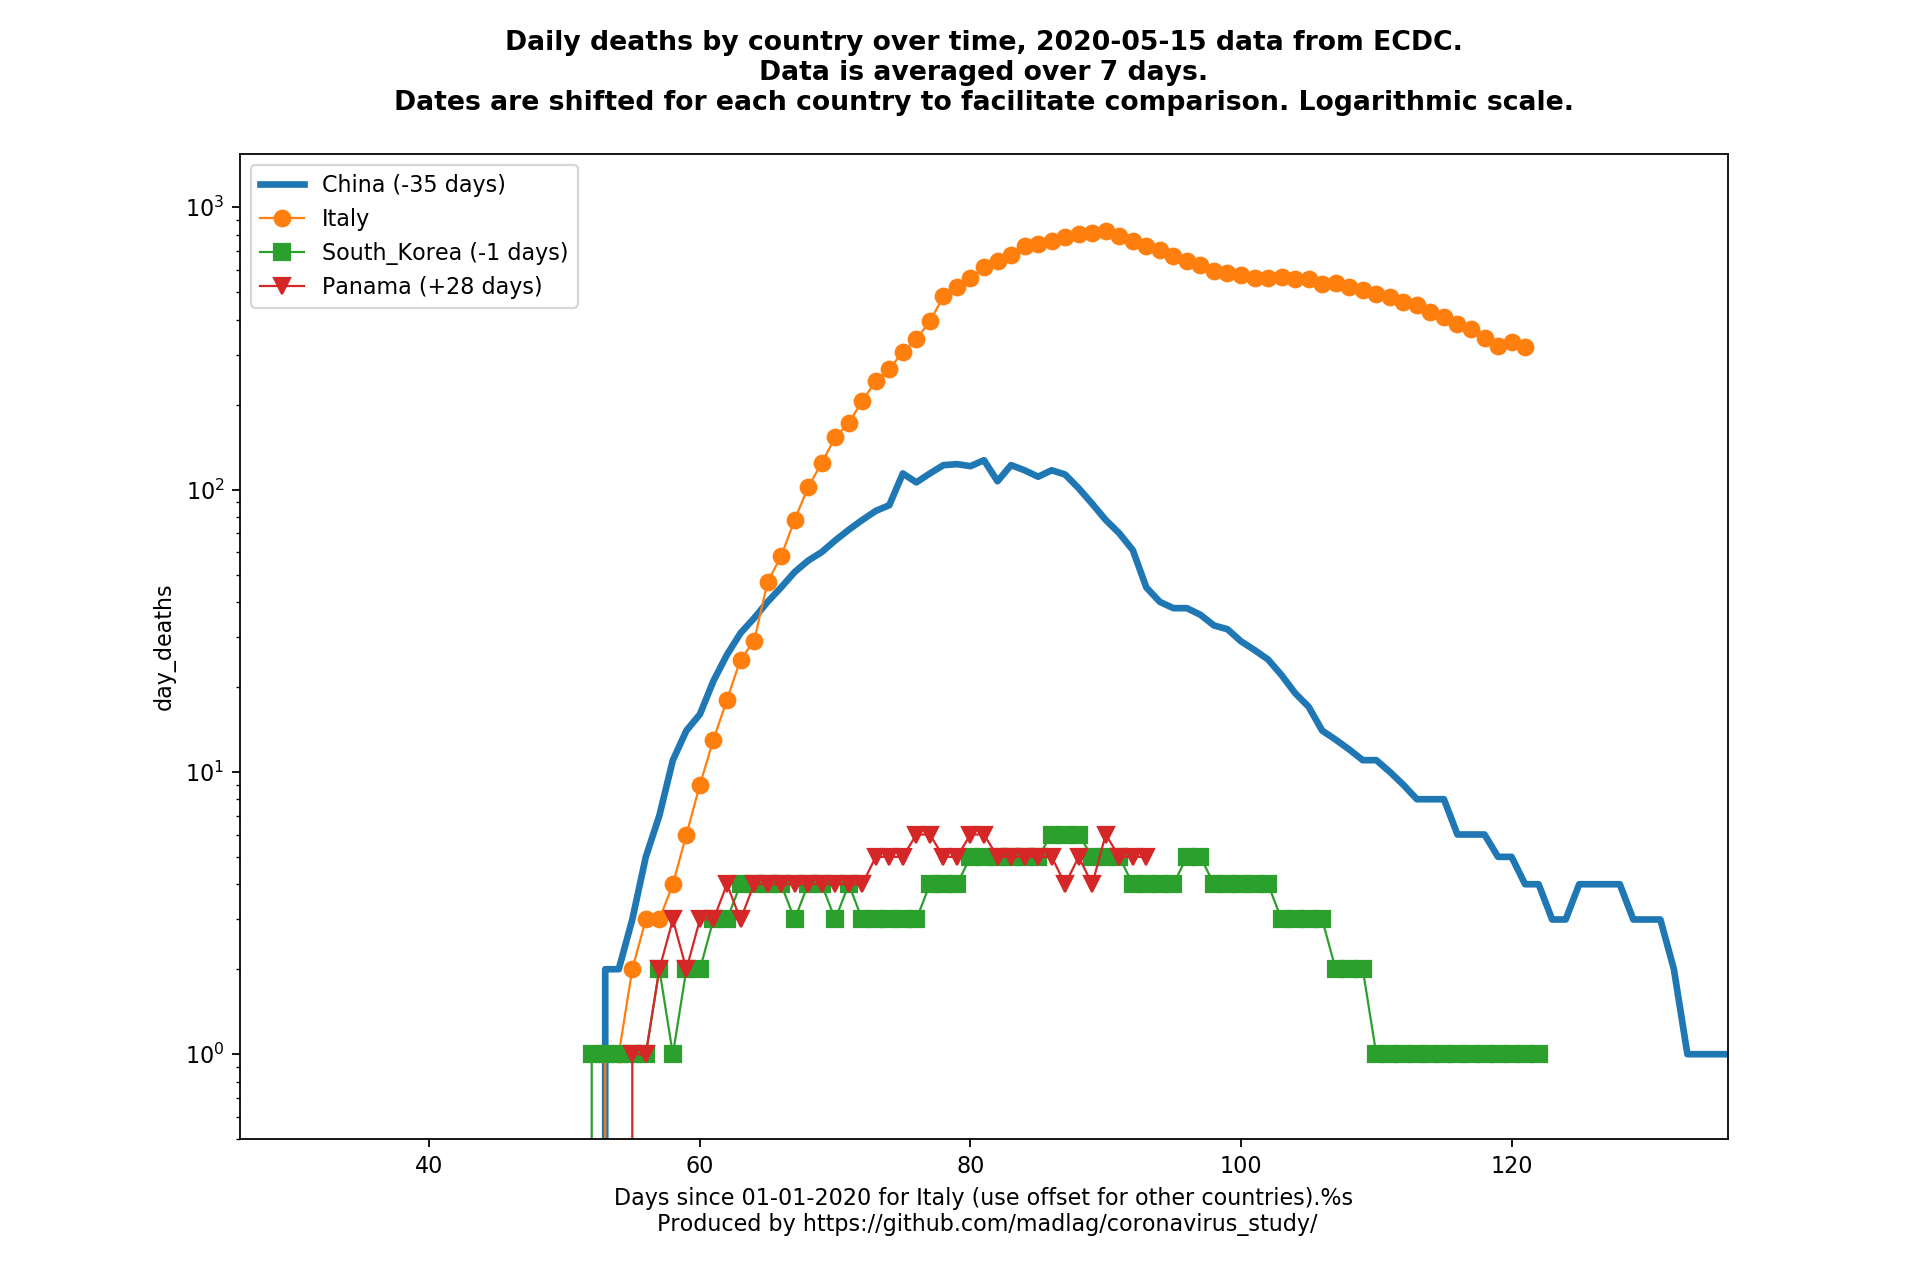 Daily deaths by country over time, 2020-05-15 data from ECDC.
Data is averaged over 7 days.
Dates are shifted for each country to facilitate comparison. Logarithmic scale.
China (-35 days)
Italy
South_Korea (-1 days)
Panama (+28 days)
10³
10²
10¹
10⁰
day_deaths
40 60 80 100 120
Days since 01-01-2020 for Italy (use offset for other countries).%s
Produced by https://github.com/madlag/coronavirus_study/